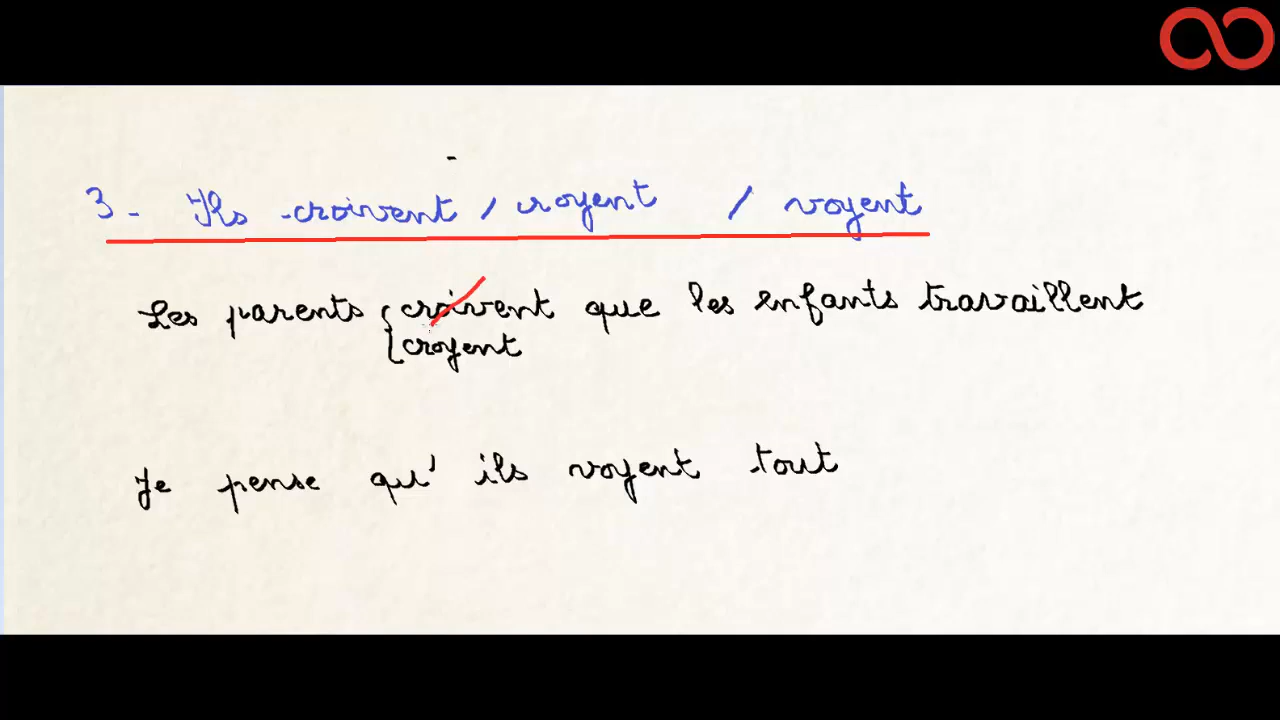 3- Ils croivent / croyent / voyent
Les parents { croivent que les enfants travaillent
croyent
Je pense qu'ils voyent tout